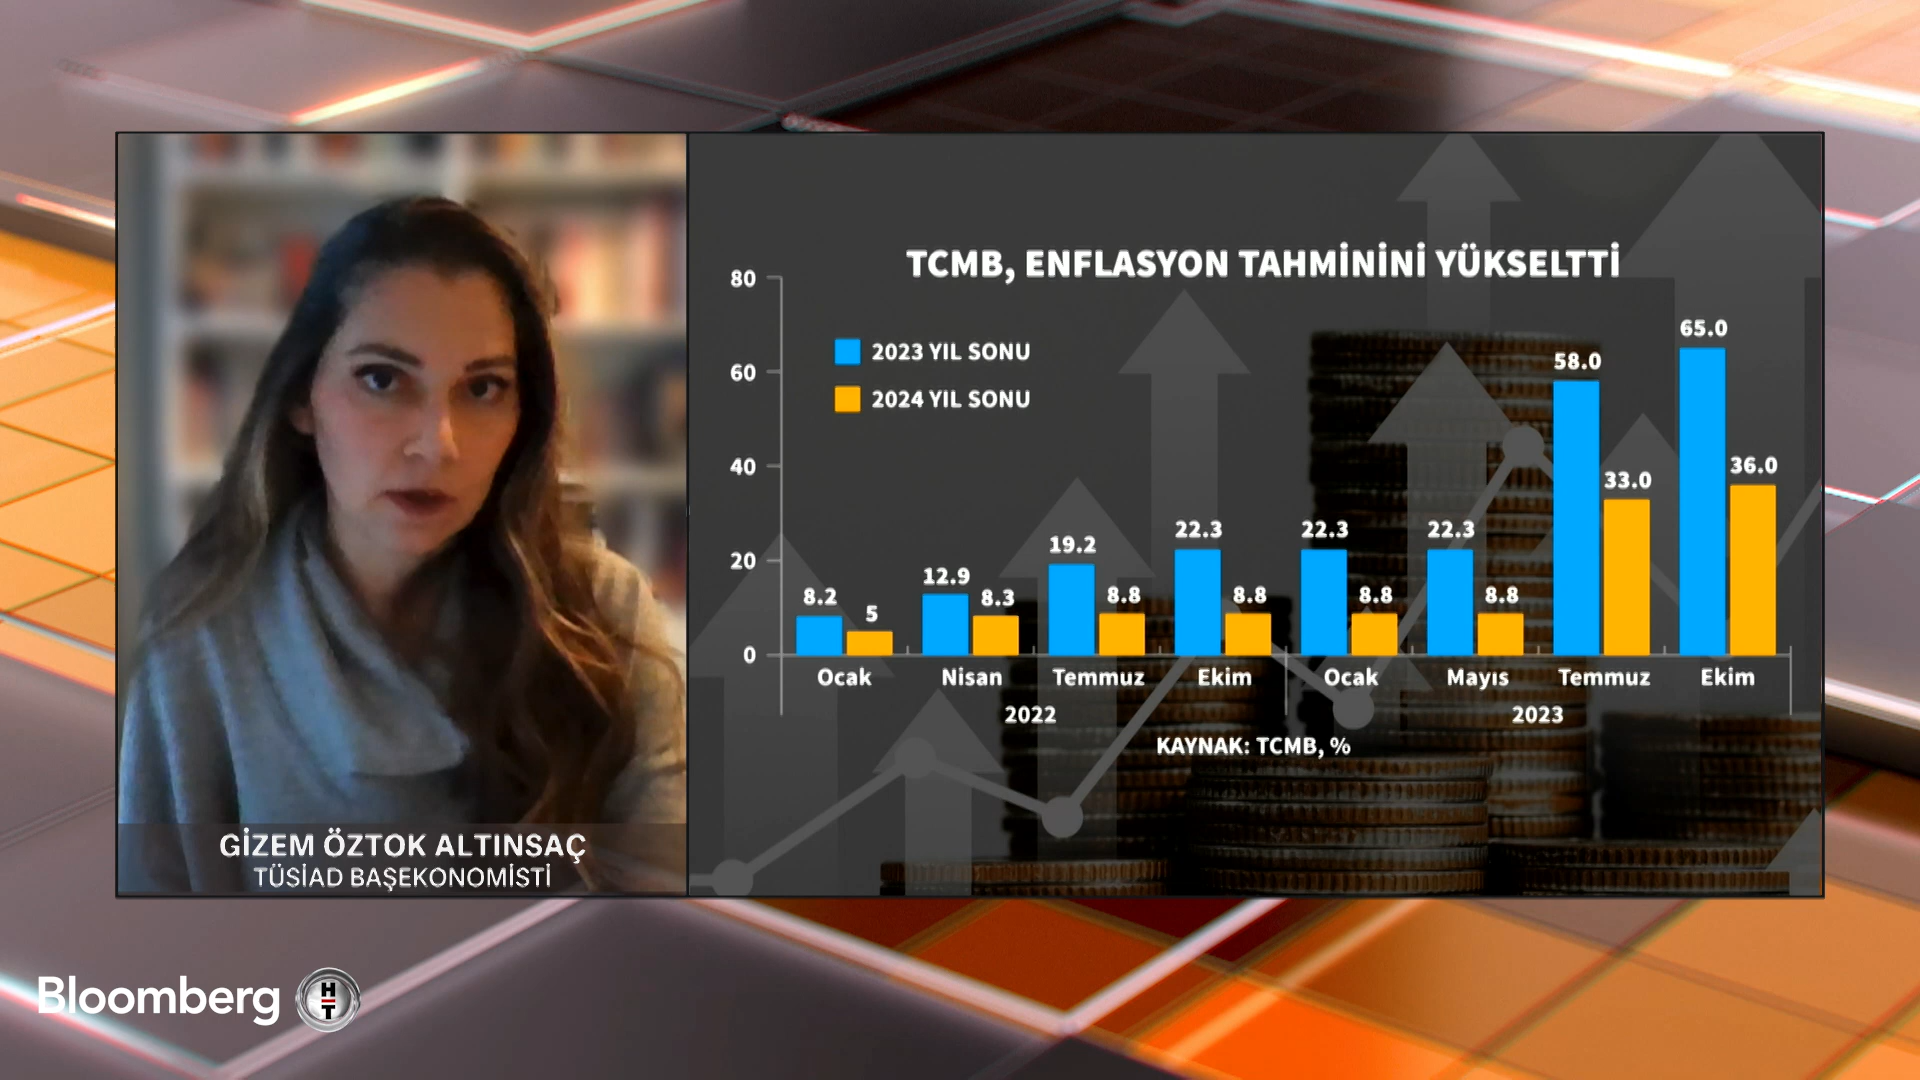 TCMB, ENFLASYON TAHMİNİNİ YÜKSELTTİ
80
60
40
20
0
2023 YIL SONU
2024 YIL SONU
8.2
5
12.9
8.3
19.2
8.8
22.3
8.8
22.3
8.8
22.3
8.8
58.0
33.0
65.0
36.0
Ocak Nisan Temmuz Ekim Ocak Mayıs Temmuz Ekim
2022 2023
KAYNAK: TCMB, %
GİZEM ÖZTOK ALTINSAÇ
TÜSİAD BAŞEKONOMİSTİ
Bloomberg HT